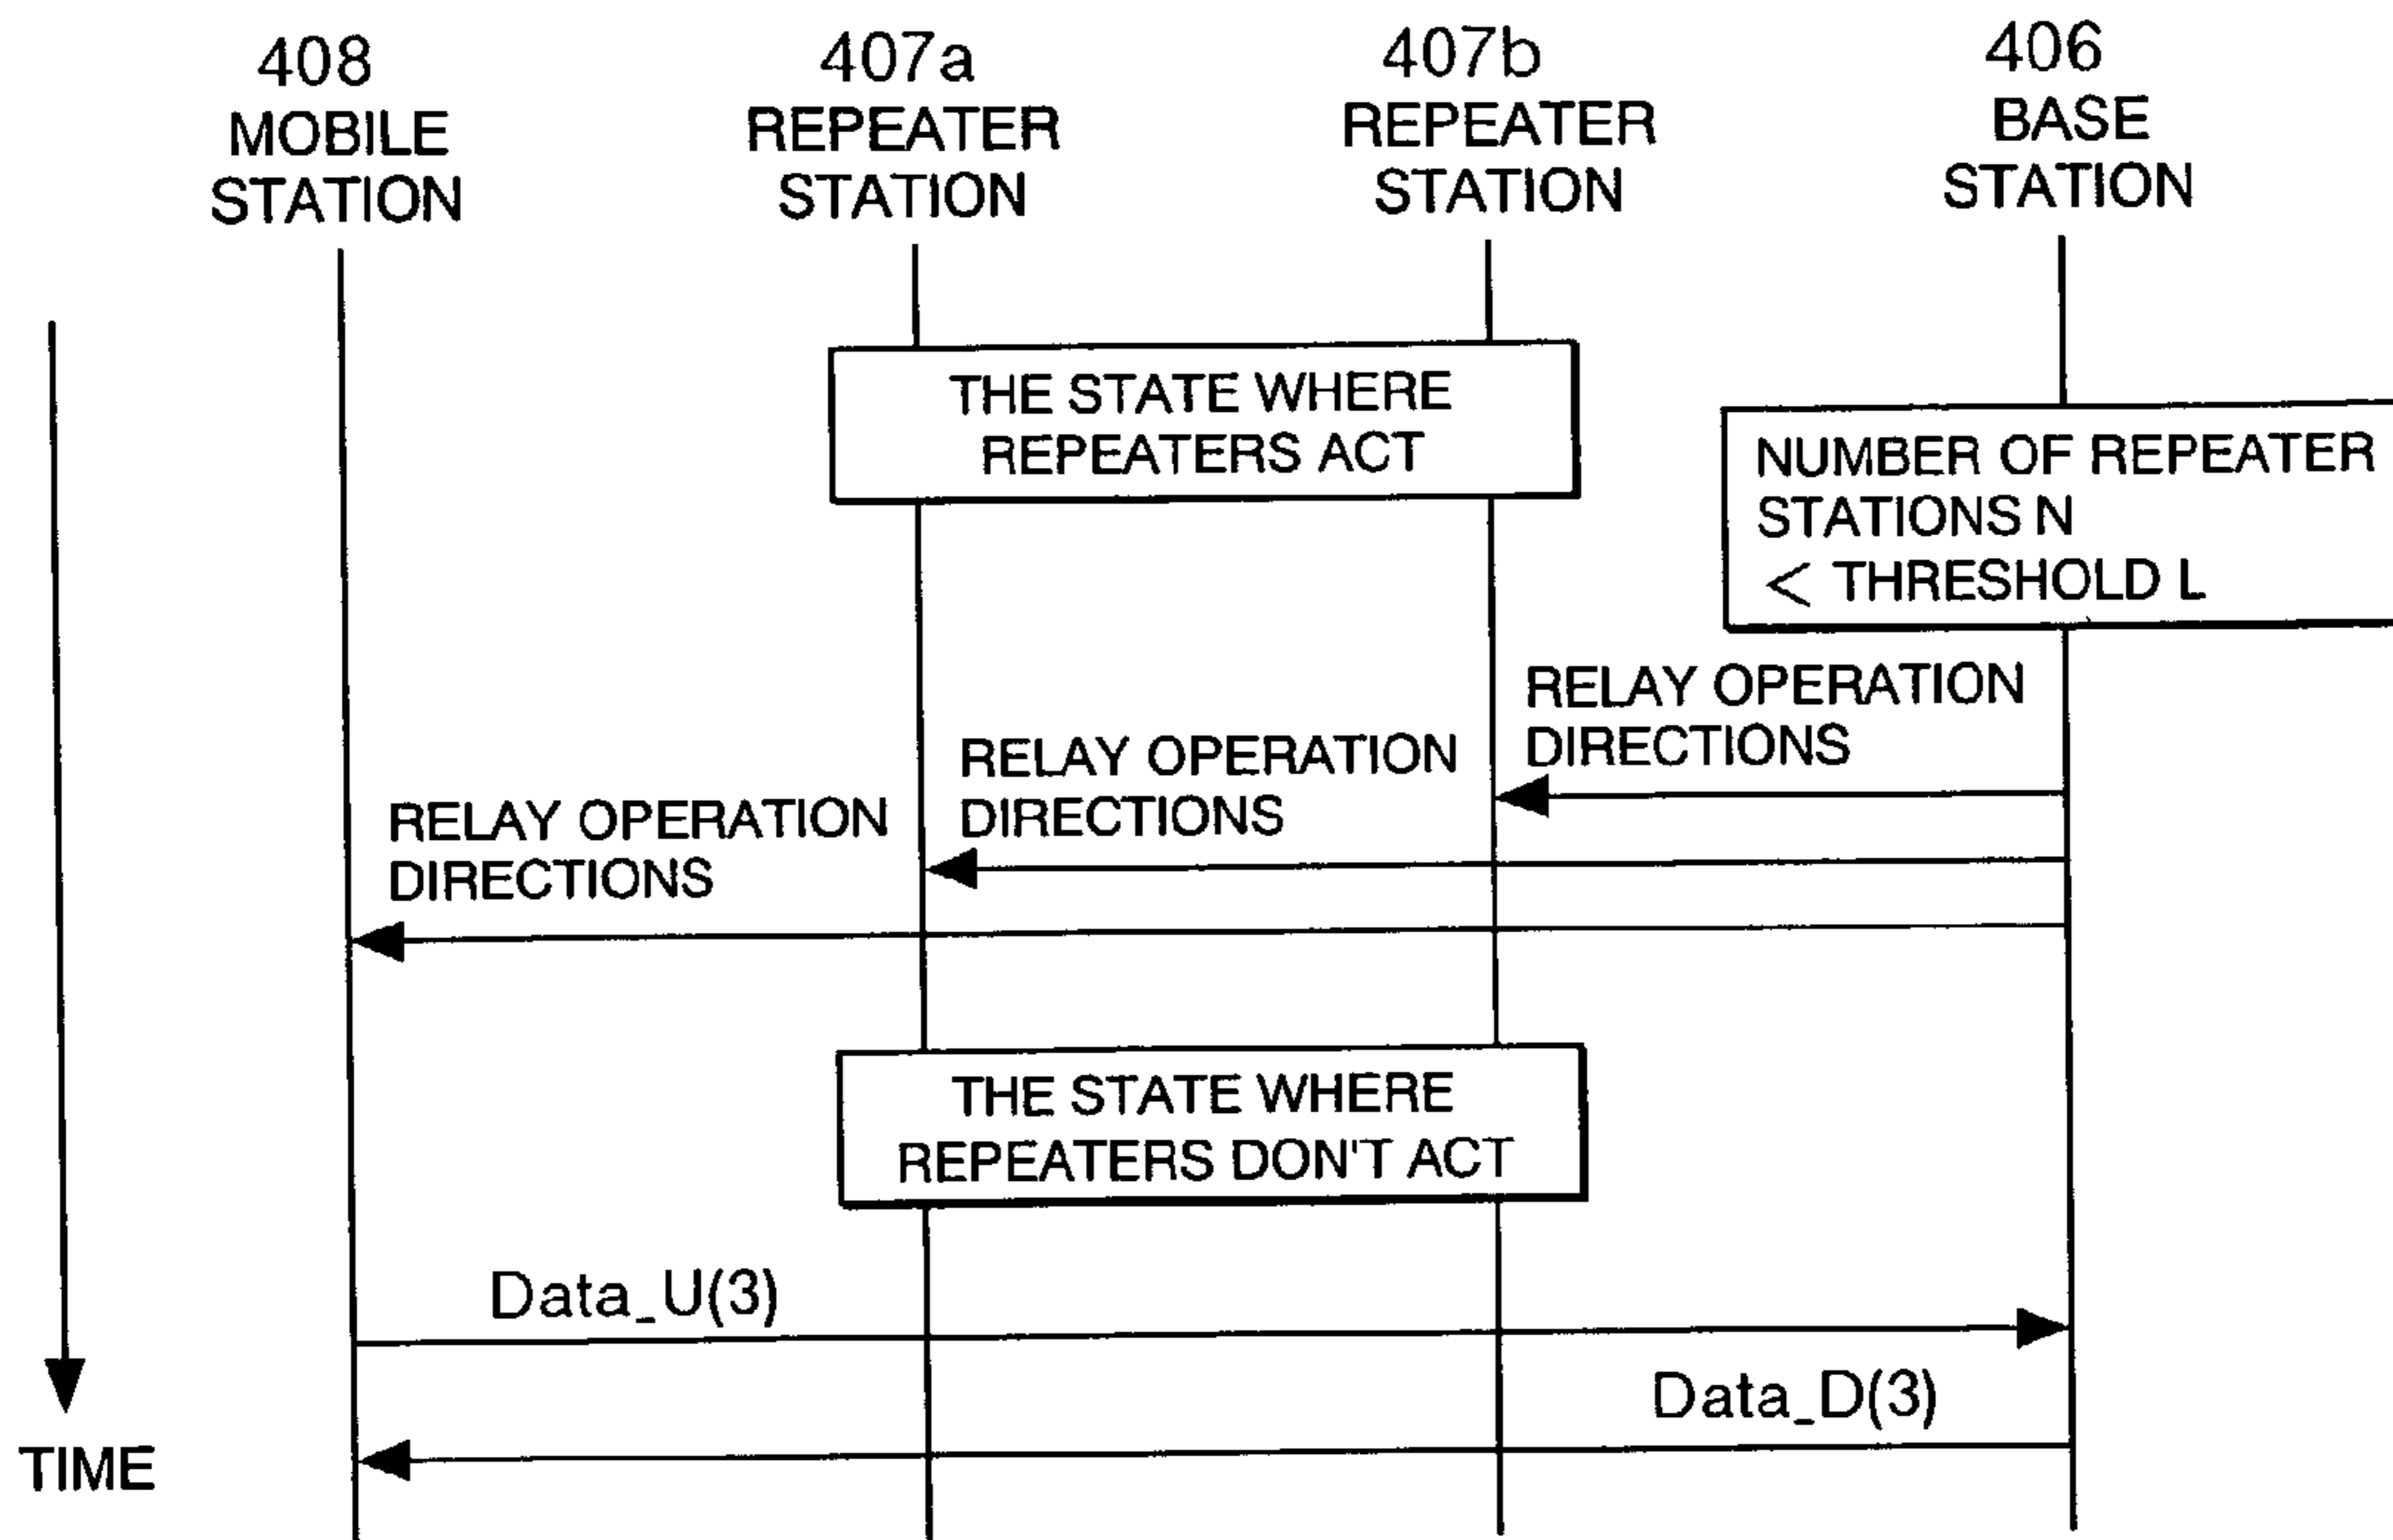 408
MOBILE
STATION
407a
REPEATER
STATION
407b
REPEATER
STATION
406
BASE
STATION
THE STATE WHERE
REPEATERS ACT
NUMBER OF REPEATER
STATIONS N
< THRESHOLD L
RELAY OPERATION
DIRECTIONS
RELAY OPERATION
DIRECTIONS
RELAY OPERATION
DIRECTIONS
THE STATE WHERE
REPEATERS DON'T ACT
Data_U(3)
Data_D(3)
TIME